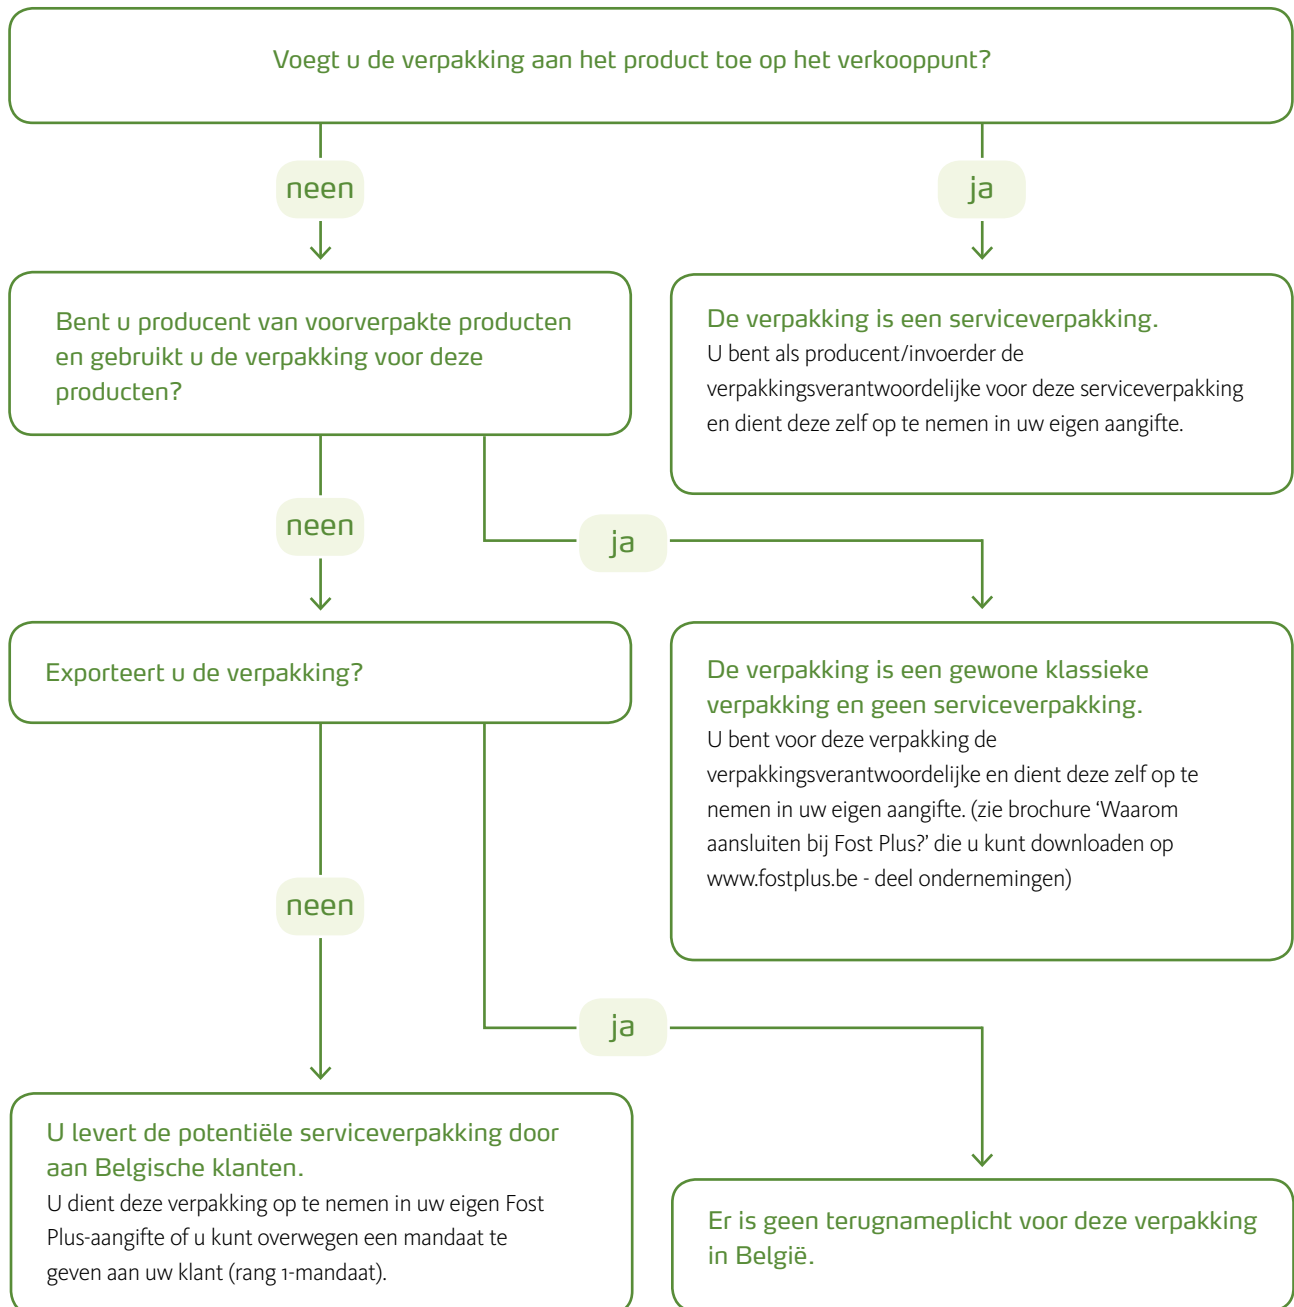 Voegt u de verpakking aan het product toe op het verkooppunt?
neen
ja
Bent u producent van voorverpakte producten
en gebruikt u de verpakking voor deze
producten?
De verpakking is een serviceverpakking.
U bent als producent/invoerder de
verpakkingsverantwoordelijke voor deze serviceverpakking
en dient deze zelf op te nemen in uw eigen aangifte.
neen
ja
Exporteert u de verpakking?
De verpakking is een gewone klassieke
verpakking en geen serviceverpakking.
U bent voor deze verpakking de
verpakkingsverantwoordelijke en dient deze zelf op te
nemen in uw eigen aangifte. (zie brochure ‘Waarom
aansluiten bij Fost Plus?’ die u kunt downloaden op
www.fostplus.be - deel ondernemingen)
neen
ja
U levert de potentiële serviceverpakking door
aan Belgische klanten.
U dient deze verpakking op te nemen in uw eigen Fost
Plus-aangifte of u kunt overwegen een mandaat te
geven aan uw klant (rang 1-mandaat).
Er is geen terugnameplicht voor deze verpakking
in België.